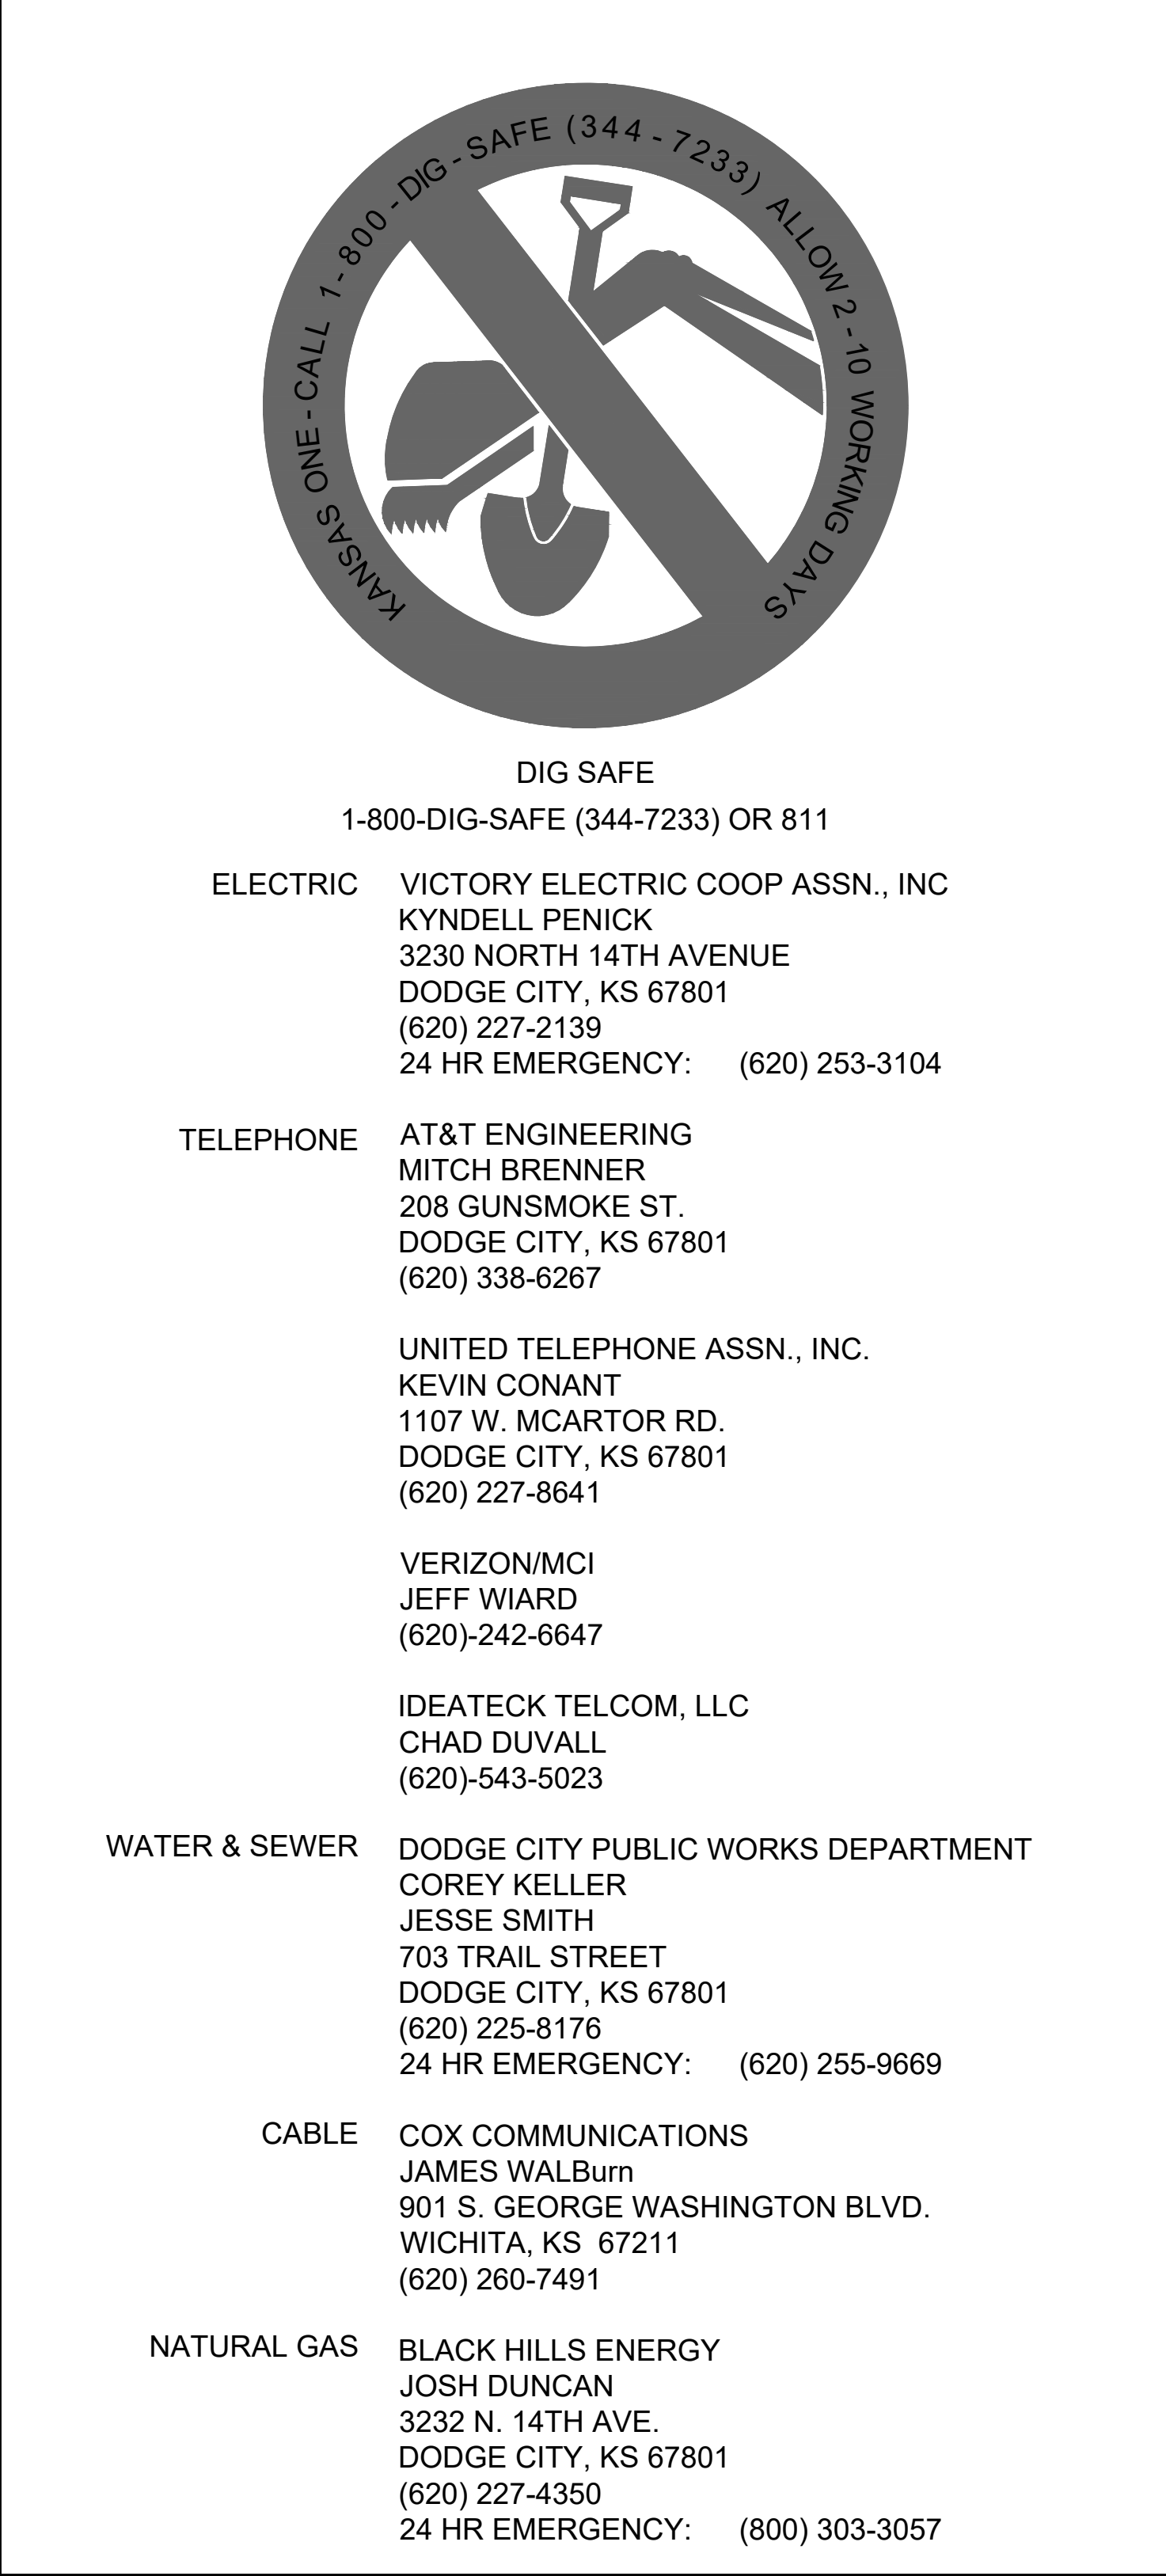 KANSAS ONE-CALL 1-800-DIG-SAFE (344-7233) ALLOW 2-10 WORKING DAYS
DIG SAFE
1-800-DIG-SAFE (344-7233) OR 811
ELECTRIC VICTORY ELECTRIC COOP ASSN., INC
KYNDELL PENICK
3230 NORTH 14TH AVENUE
DODGE CITY, KS 67801
(620) 227-2139
24 HR EMERGENCY: (620) 253-3104
TELEPHONE AT&T ENGINEERING
MITCH BRENNER
208 GUNSMOKE ST.
DODGE CITY, KS 67801
(620) 338-6267
UNITED TELEPHONE ASSN., INC.
KEVIN CONANT
1107 W. MCARTOR RD.
DODGE CITY, KS 67801
(620) 227-8641
VERIZON/MCI
JEFF WIARD
(620)-242-6647
IDEATECK TELCOM, LLC
CHAD DUVALL
(620)-543-5023
WATER & SEWER DODGE CITY PUBLIC WORKS DEPARTMENT
COREY KELLER
JESSE SMITH
703 TRAIL STREET
DODGE CITY, KS 67801
(620) 225-8176
24 HR EMERGENCY: (620) 255-9669
CABLE COX COMMUNICATIONS
JAMES WALBurn
901 S. GEORGE WASHINGTON BLVD.
WICHITA, KS 67211
(620) 260-7491
NATURAL GAS BLACK HILLS ENERGY
JOSH DUNCAN
3232 N. 14TH AVE.
DODGE CITY, KS 67801
(620) 227-4350
24 HR EMERGENCY: (800) 303-3057